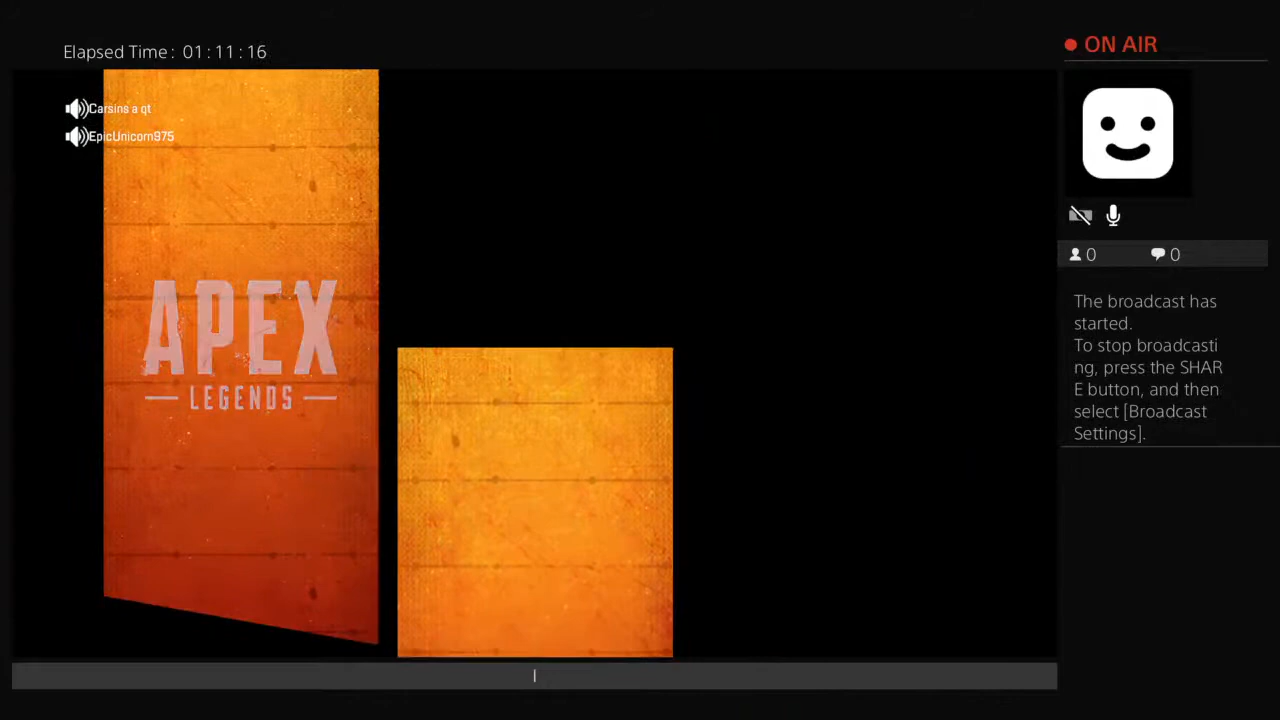 Elapsed Time: 01:11:16
ON AIR
Carsins a qt
EpicUnicorn975
0
0
The broadcast has
started.
To stop broadcasti
ng, press the SHAR
E button, and then
select [Broadcast
Settings].
APEX
LEGENDS